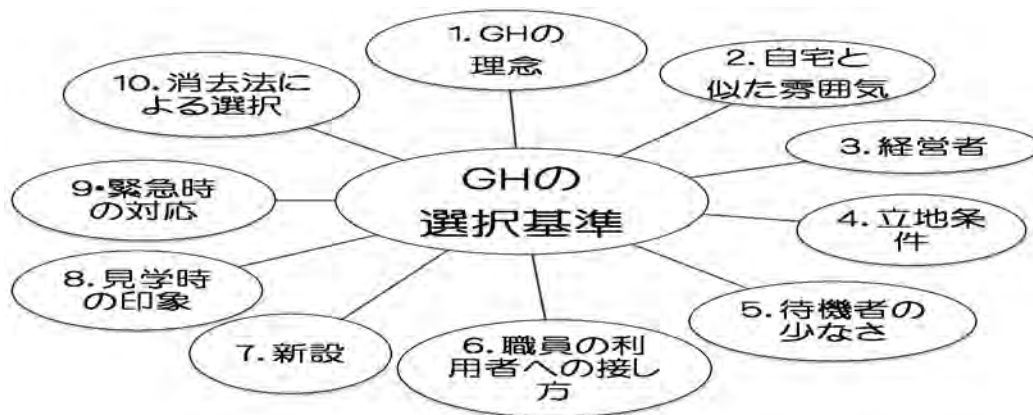 GHの
選択基準
1.GHの
理念
2.自宅と
似た雰囲気
3.経営者
4.立地条
件
5.待機者の
少なさ
6.職員の利
用者への接し
方
7.新設
8.見学時
の印象
9・緊急時
の対応
10.消去法に
よる選択